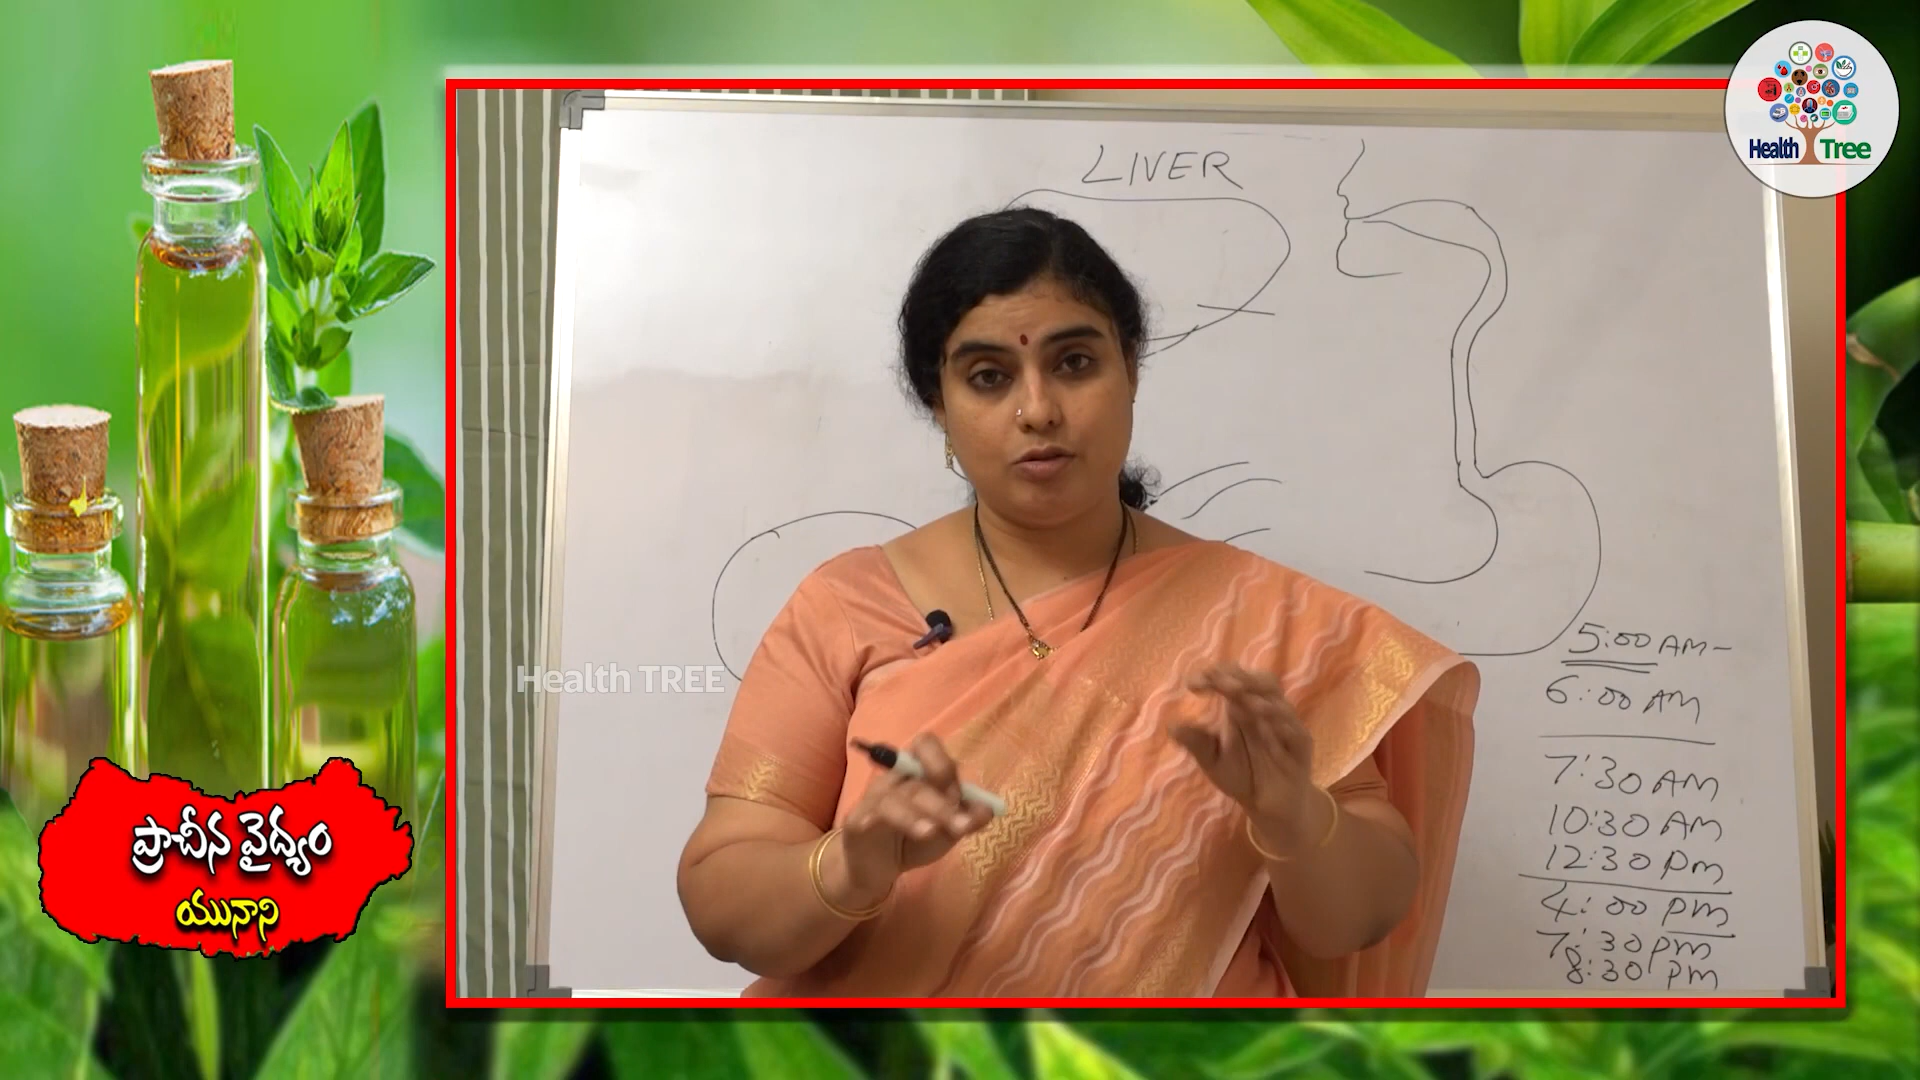 Health Tree
LIVER
Health TREE
5:00 AM-
6:00 AM
7:30 AM
10:30 AM
12:30 pm
4:00 pm
7:30 pm
8:30 pm
ప్రాచీన వైద్యం
యునాని